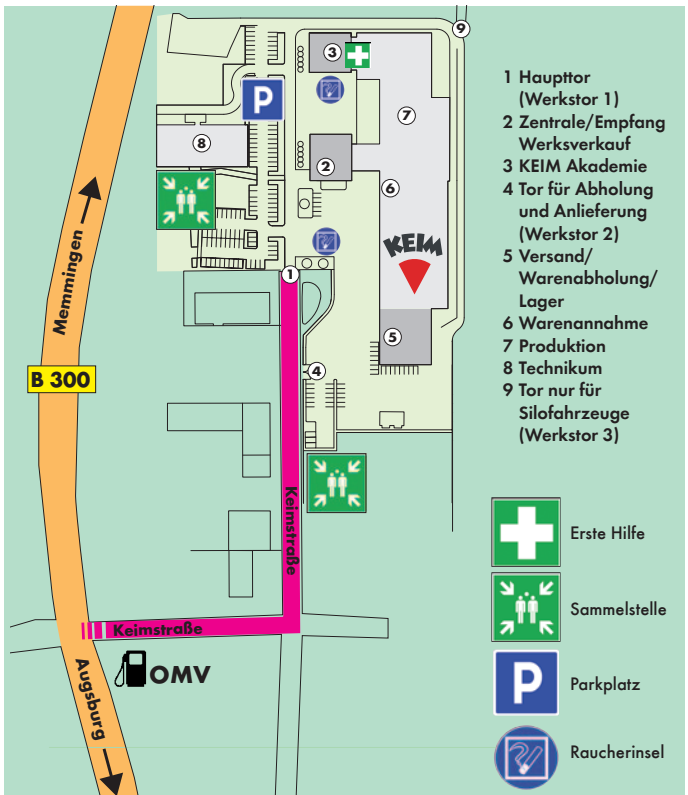 9
3
P
7
8
2
6
KEIM
1
5
4
Memmingen
B 300
Keimstraße
Keimstraße
OMV
Augsburg
1 Haupttor
(Werkstor 1)
2 Zentrale/Empfang
Werksverkauf
3 KEIM Akademie
4 Tor für Abholung
und Anlieferung
(Werkstor 2)
5 Versand/
Warenabholung/
Lager
6 Warenannahme
7 Produktion
8 Technikum
9 Tor nur für
Silofahrzeuge
(Werkstor 3)
Erste Hilfe
Sammelstelle
P
Parkplatz
Raucherinsel